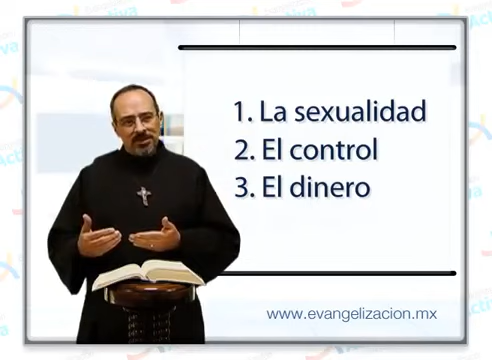 1. La sexualidad
2. El control
3. El dinero
www.evangelizacion.mx